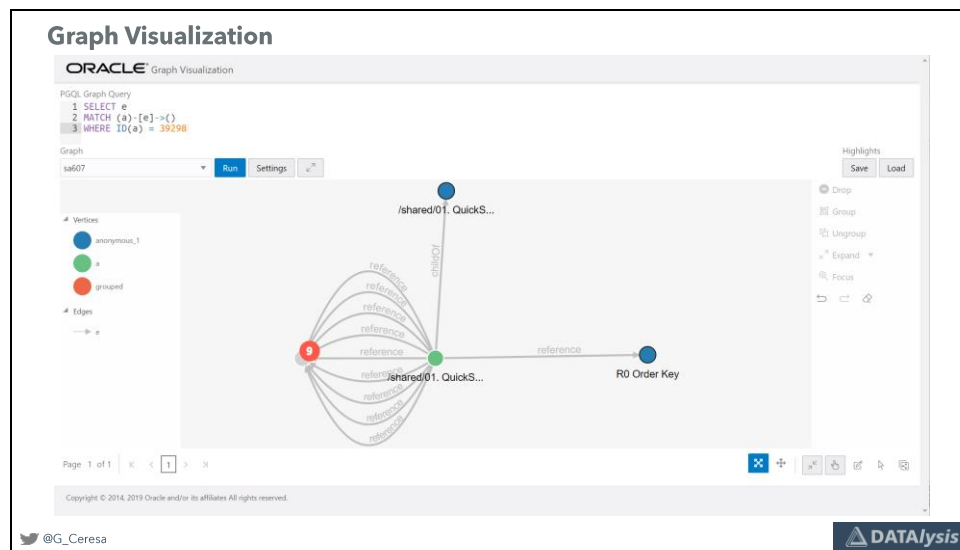 Graph Visualization
ORACLE® Graph Visualization
PGQL Graph Query
1 SELECT e
2 MATCH (a)-[e]->()
3 WHERE ID(a) = 39298
Graph
Highlights
sa607
Run
Settings
Save
Load
Vertices
anonymous_1
a
grouped
Edges
e
/shared/01. QuickS...
childOf
reference
reference
reference
reference
reference
reference
reference
reference
reference
9
/shared/01. QuickS...
reference
R0 Order Key
Drop
Group
Ungroup
Expand
Focus
Page 1 of 1
1
Copyright © 2014, 2019 Oracle and/or its affiliates All rights reserved.
@G_Ceresa
DATAlysis